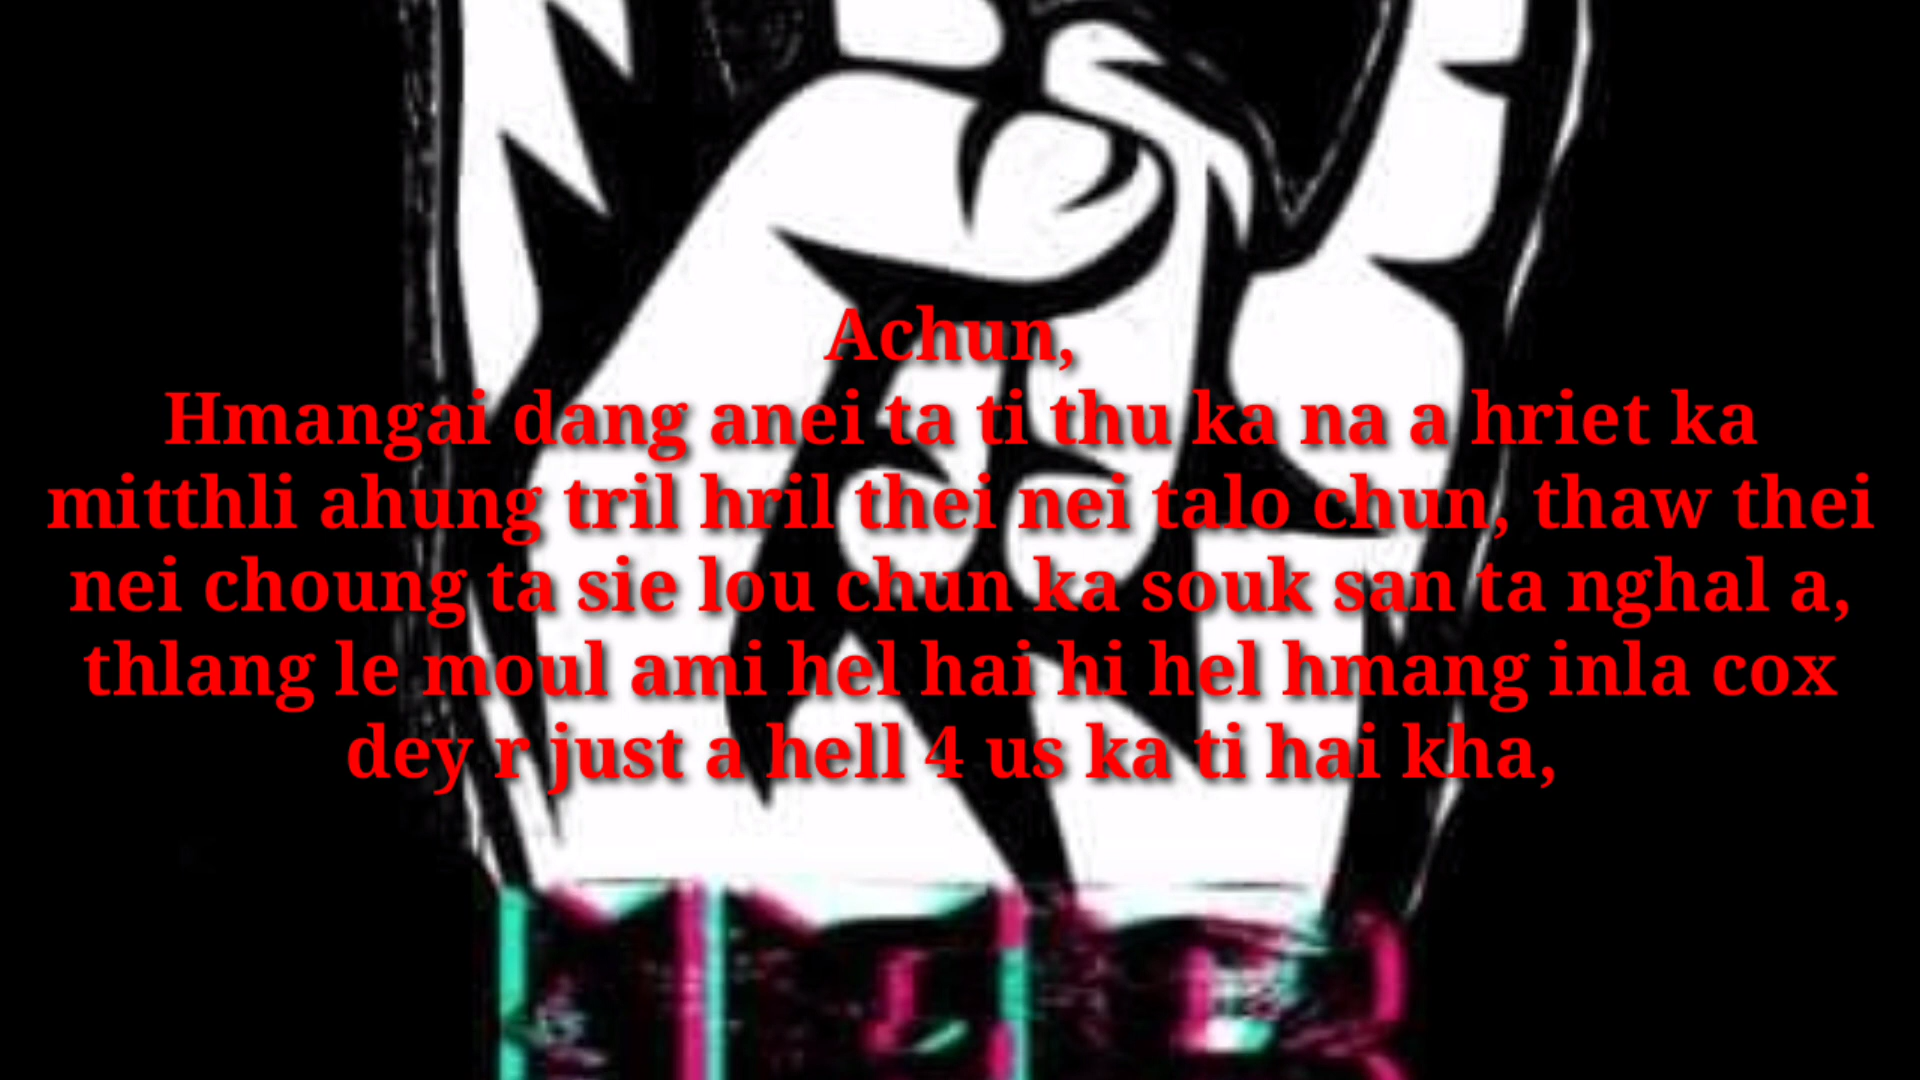 Achun,
Hmangai dang anei ta ti thu ka na a hriet ka
mitthli ahung tril hril thei nei talo chun, thaw thei
nei choung ta sie lou chun ka souk san ta nghal a,
thlang le moul ami hel hai hi hel hmang inla cox
dey r just a hell 4 us ka ti hai kha,